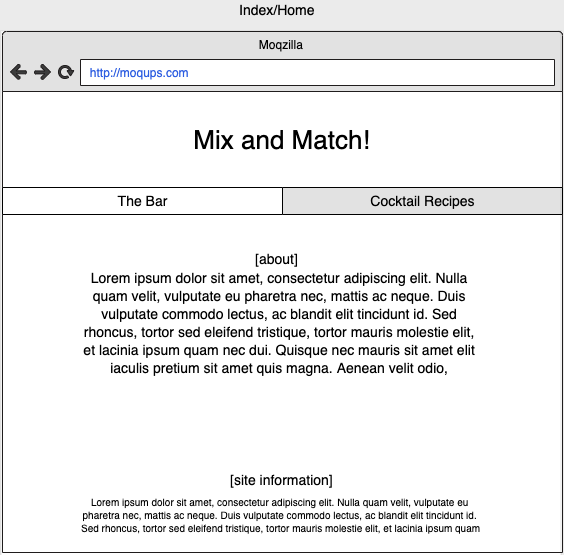 Index/Home
Moqzilla
http://moqups.com
Mix and Match!
The Bar
Cocktail Recipes
[about]
Lorem ipsum dolor sit amet, consectetur adipiscing elit. Nulla
quam velit, vulputate eu pharetra nec, mattis ac neque. Duis
vulputate commodo lectus, ac blandit elit tincidunt id. Sed
rhoncus, tortor sed eleifend tristique, tortor mauris molestie elit,
et lacinia ipsum quam nec dui. Quisque nec mauris sit amet elit
iaculis pretium sit amet quis magna. Aenean velit odio,
[site information]
Lorem ipsum dolor sit amet, consectetur adipiscing elit. Nulla quam velit, vulputate eu
pharetra nec, mattis ac neque. Duis vulputate commodo lectus, ac blandit elit tincidunt id.
Sed rhoncus, tortor sed eleifend tristique, tortor mauris molestie elit, et lacinia ipsum quam